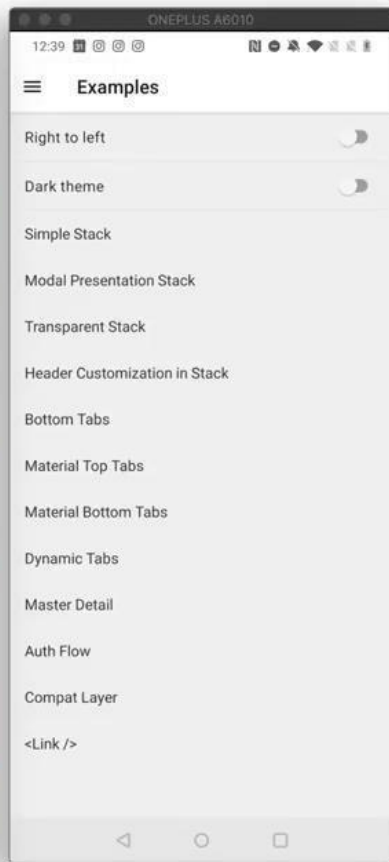 ONEPLUS A6010
12:39 31
Examples
Right to left
Dark theme
Simple Stack
Modal Presentation Stack
Transparent Stack
Header Customization in Stack
Bottom Tabs
Material Top Tabs
Material Bottom Tabs
Dynamic Tabs
Master Detail
Auth Flow
Compat Layer
<Link />